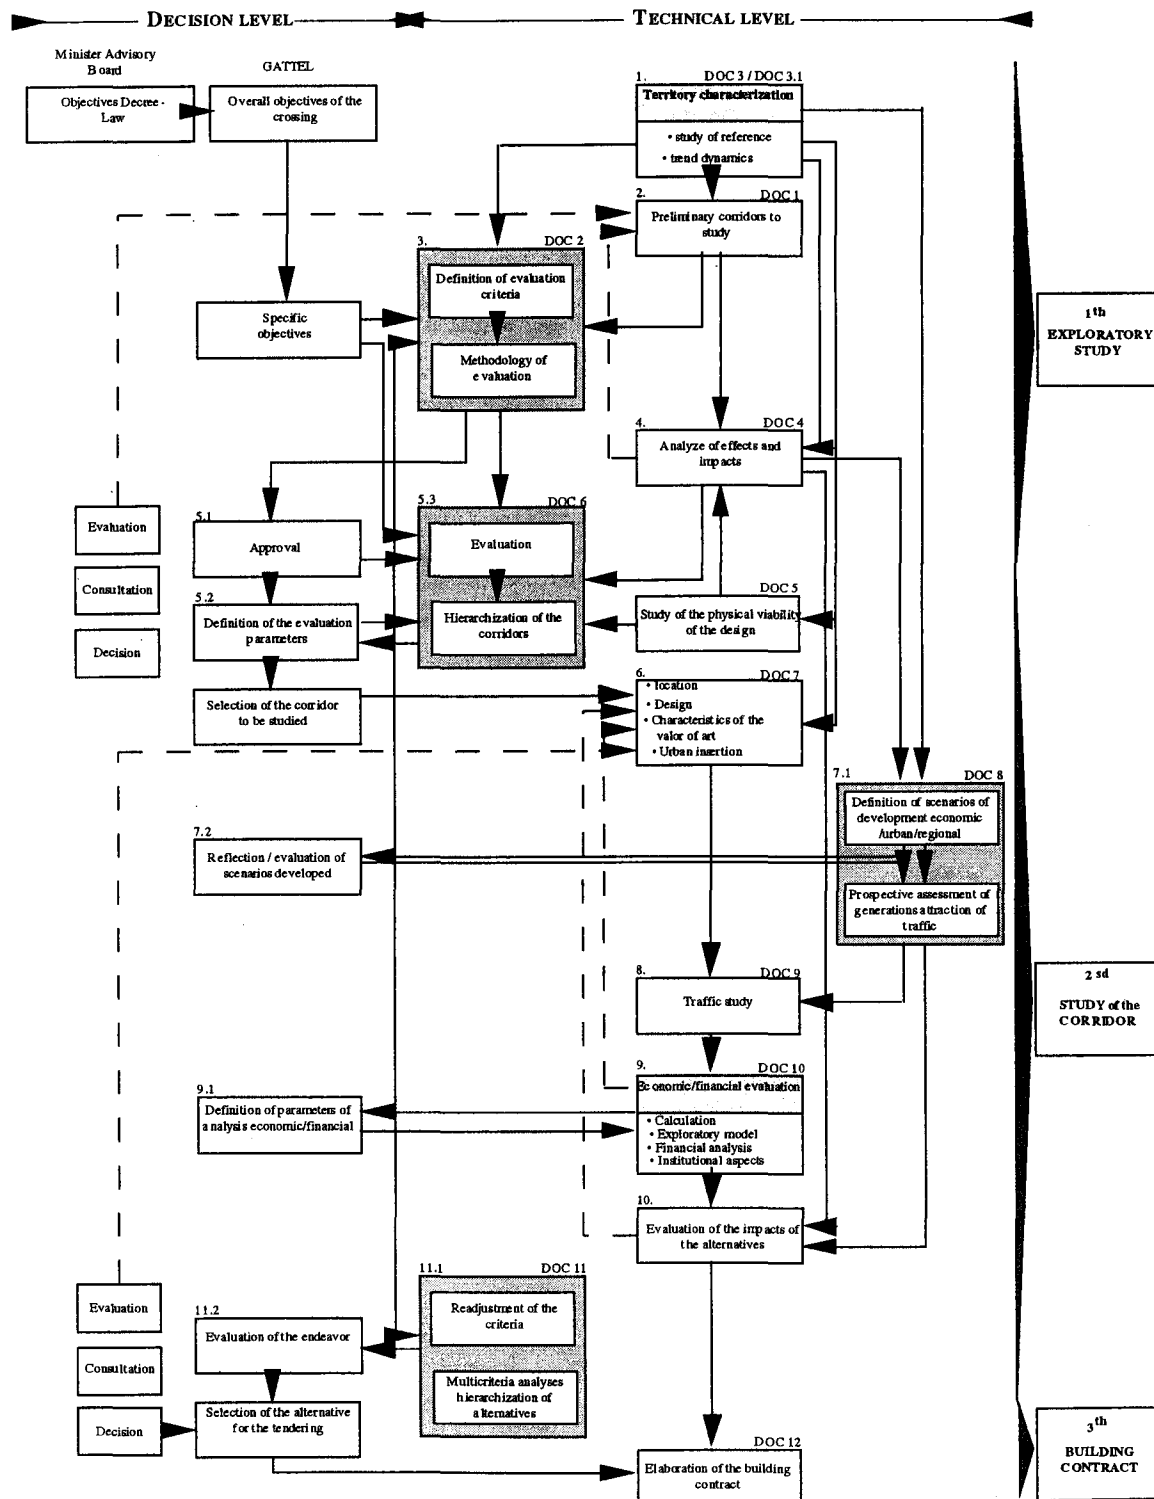 DECISION LEVEL
TECHNICAL LEVEL
Minister Advisory
Board
GATTEL
Objectives Decree -
Law
Overall objectives of the
crossing
1.
DOC 3 / DOC 3.1
Territory characterization
• study of reference
• trend dynamics
2.
DOC 1
Preliminary corridors to
study
3.
DOC 2
Definition of evaluation
criteria
Methodology of
evaluation
Specific
objectives
1th
EXPLORATORY
STUDY
4.
DOC 4
Analyze of effects and
impacts
Evaluation
Consultation
Decision
5.1
Approval
5.3
DOC 6
Evaluation
Hierarchization of the
corridors
5.2
Definition of the evaluation
parameters
DOC 5
Study of the physical viability
of the design
Selection of the corridor
to be studied
6.
DOC 7
• location
• Design
• Characteristics of the
valor of art
• Urban insertion
7.1
DOC 8
Definition of scenarios of
development economic
/urban/regional
Prospective assessment of
generations attraction of
traffic
7.2
Reflection / evaluation of
scenarios developed
8.
DOC 9
Traffic study
2 sd
STUDY of the
CORRIDOR
9.
DOC 10
Economic/financial evaluation
• Calculation
• Exploratory model
• Financial analysis
• Institutional aspects
9.1
Definition of parameters of
analysis economic/financial
10.
Evaluation of the impacts of
the alternatives
Evaluation
Consultation
Decision
11.1
DOC 11
Readjustment of the
criteria
Multicriteria analyses
hierarchization of
alternatives
11.2
Evaluation of the endeavor
Selection of the alternative
for the tendering
DOC 12
Elaboration of the building
contract
3th
BUILDING
CONTRACT